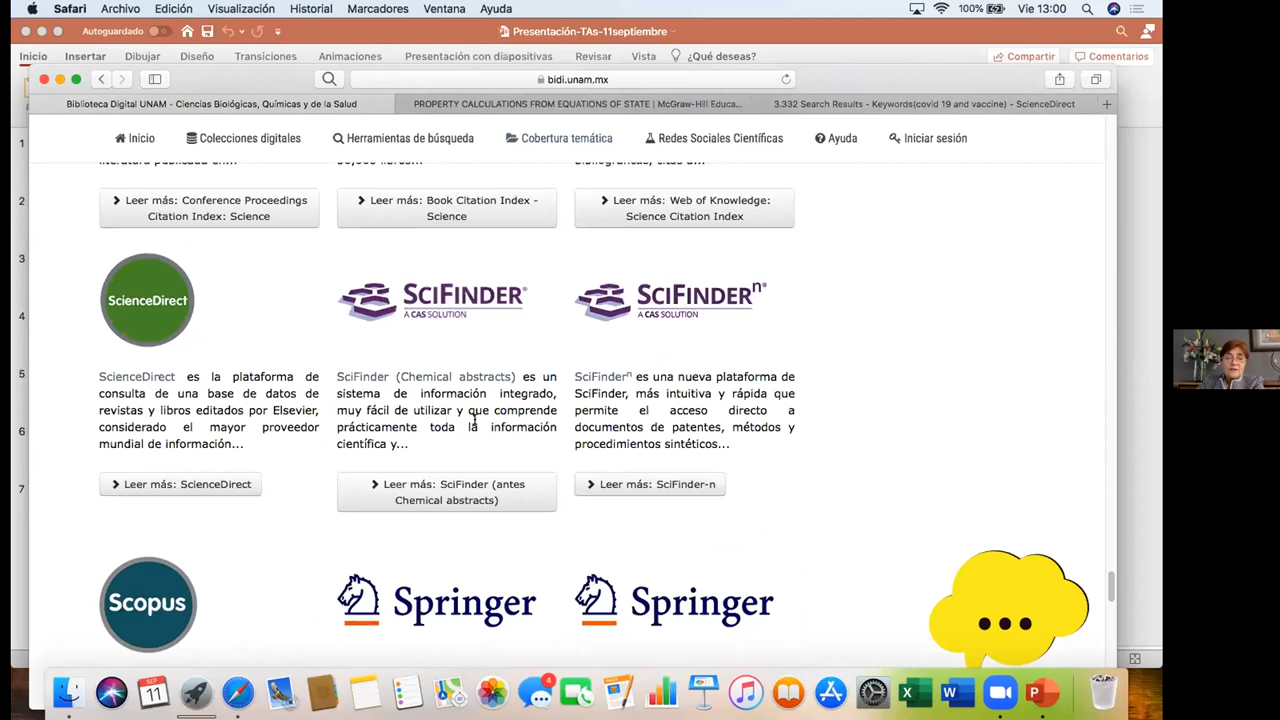 Safari Archivo Edición Visualización Historial Marcadores Ventana Ayuda 100% Vie 13:00
Autoguardado Presentación-TAs-11septiembre
Inicio Insertar Dibujar Diseño Transiciones Animaciones Presentación con diapositivas Revisar Vista ¿Qué deseas? Compartir Comentarios
bidi.unam.mx
Biblioteca Digital UNAM - Ciencias Biológicas, Químicas y de la Salud
PROPERTY CALCULATIONS FROM EQUATIONS OF STATE | McGraw-Hill Educa...
3.332 Search Results - Keywords(covid 19 and vaccine) - ScienceDirect
Inicio Colecciones digitales Herramientas de búsqueda Cobertura temática Redes Sociales Científicas Ayuda Iniciar sesión
Leer más: Conference Proceedings
Citation Index: Science
Leer más: Book Citation Index -
Science
Leer más: Web of Knowledge:
Science Citation Index
ScienceDirect
SCIFINDER®
A CAS SOLUTION
SCIFINDERn®
A CAS SOLUTION
ScienceDirect es la plataforma de
consulta de una base de datos de
revistas y libros editados por Elsevier,
considerado el mayor proveedor
mundial de información...
SciFinder (Chemical abstracts) es un
sistema de información integrado,
muy fácil de utilizar y que comprende
prácticamente toda la información
científica y...
SciFindern es una nueva plataforma de
SciFinder, más intuitiva y rápida que
permite el acceso directo a
documentos de patentes, métodos y
procedimientos sintéticos...
Leer más: ScienceDirect
Leer más: SciFinder (antes
Chemical abstracts)
Leer más: SciFinder-n
Scopus
Springer
Springer
1
2
3
4
5
6
7
SEP
11
4